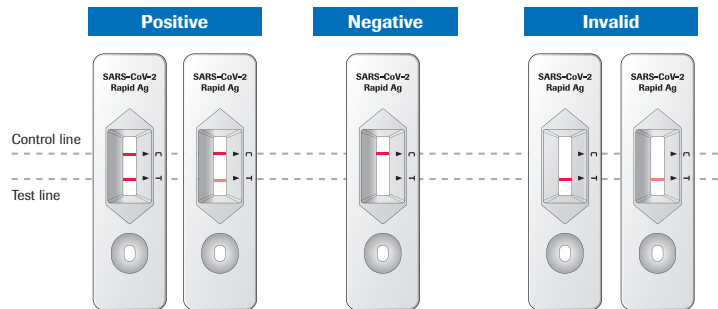 Positive
Negative
Invalid
SARS-CoV-2
Rapid Ag
SARS-CoV-2
Rapid Ag
SARS-CoV-2
Rapid Ag
SARS-CoV-2
Rapid Ag
SARS-CoV-2
Rapid Ag
Control line
C
C
C
C
C
T
T
T
T
T
Test line